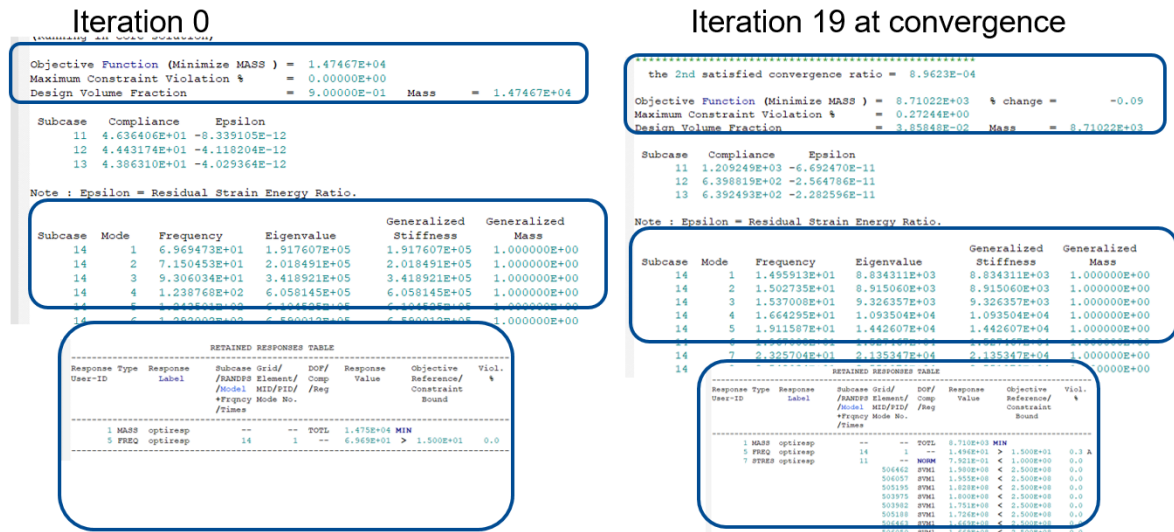 Iteration 0
Iteration 19 at convergence
(Running in Core Solution)
Objective Function (Minimize MASS ) = 1.47467E+04
Maximum Constraint Violation % = 0.00000E+00
Design Volume Fraction = 9.00000E-01 Mass = 1.47467E+04
Subcase Compliance Epsilon
11 4.636406E+01 -8.339105E-12
12 4.443174E+01 -4.118204E-12
13 4.386310E+01 -4.029364E-12
Note : Epsilon = Residual Strain Energy Ratio.
Generalized Generalized
Subcase Mode Frequency Eigenvalue Stiffness Mass
14 1 6.969473E+01 1.917607E+05 1.917607E+05 1.000000E+00
14 2 7.150453E+01 2.018491E+05 2.018491E+05 1.000000E+00
14 3 9.306034E+01 3.418921E+05 3.418921E+05 1.000000E+00
14 4 1.238768E+02 6.058145E+05 6.058145E+05 1.000000E+00
14 5 1.000000E+00
14 6 1.000000E+00
RETAINED RESPONSES TABLE
Response Type Response Subcase Grid/ DOF/ Response Objective Viol.
User-ID Label /RANDPS Element/ Comp Value Reference/ %
/Model MID/PID/ /Reg Constraint
+Frqncy Mode No. Bound
/Times
1 MASS optiresp -- -- TOTL 1.475E+04 MIN
5 FREQ optiresp 14 1 -- 6.969E+01 > 1.500E+01 0.0
the 2nd satisfied convergence ratio = 8.9623E-04
Objective Function (Minimize MASS ) = 8.71022E+03 % change = -0.09
Maximum Constraint Violation % = 0.27244E+00
Design Volume Fraction = 3.85848E-02 Mass = 8.71022E+03
Subcase Compliance Epsilon
11 1.209249E+03 -6.692470E-11
12 6.398819E+02 -2.564786E-11
13 6.392493E+02 -2.282596E-11
Note : Epsilon = Residual Strain Energy Ratio.
Generalized Generalized
Subcase Mode Frequency Eigenvalue Stiffness Mass
14 1 1.495913E+01 8.834311E+03 8.834311E+03 1.000000E+00
14 2 1.502735E+01 8.915060E+03 8.915060E+03 1.000000E+00
14 3 1.537008E+01 9.326357E+03 9.326357E+03 1.000000E+00
14 4 1.664295E+01 1.093504E+04 1.093504E+04 1.000000E+00
14 5 1.911587E+01 1.442607E+04 1.442607E+04 1.000000E+00
14 7 2.325704E+01 2.135347E+04 2.135347E+04 1.000000E+00
14
RETAINED RESPONSES TABLE
Response Type Response Subcase Grid/ DOF/ Response Objective Viol.
User-ID Label /RANDPS Element/ Comp Value Reference/ %
/Model MID/PID/ /Reg Constraint
+Frqncy Mode No. Bound
/Times
1 MASS optiresp -- -- TOTL 8.710E+03 MIN
5 FREQ optiresp 14 1 -- 1.496E+01 > 1.500E+01 0.3 A
7 STRES optiresp 11 -- NORM 7.921E-01 < 1.000E+00 0.0
506462 SVM1 1.980E+08 < 2.500E+08 0.0
506057 SVM1 1.955E+08 < 2.500E+08 0.0
505195 SVM1 1.828E+08 < 2.500E+08 0.0
503975 SVM1 1.800E+08 < 2.500E+08 0.0
503982 SVM1 1.751E+08 < 2.500E+08 0.0
505188 SVM1 1.726E+08 < 2.500E+08 0.0
506463 SVM1 1.669E+08 < 2.500E+08 0.0